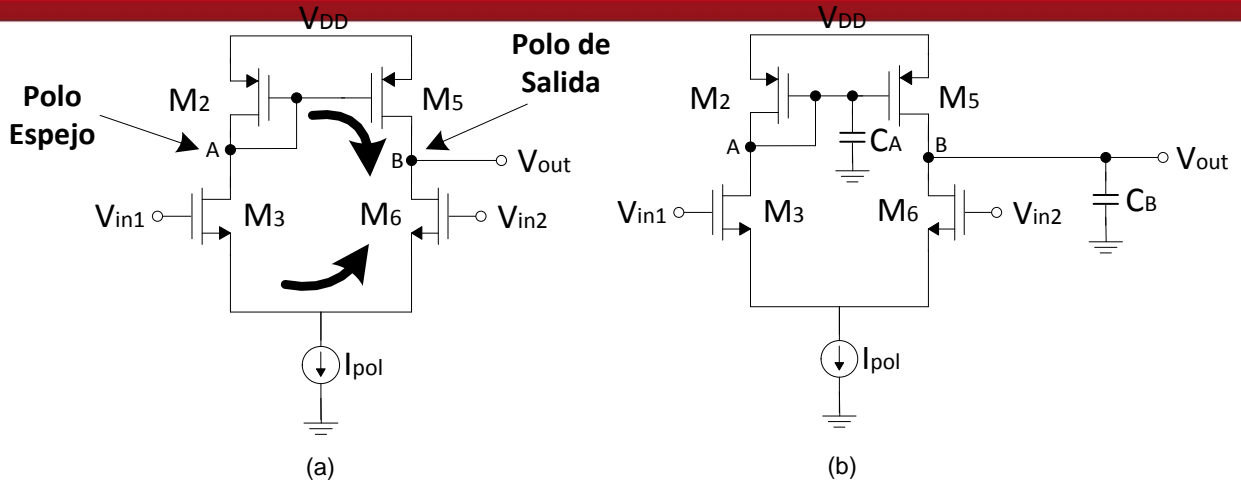 VDD
Polo de
Salida
Polo
Espejo
M2
M5
A
B
Vout
Vin1
M3
M6
Vin2
Ipol
(a)
VDD
M2
M5
CA
A
B
Vout
Vin1
M3
M6
Vin2
CB
Ipol
(b)